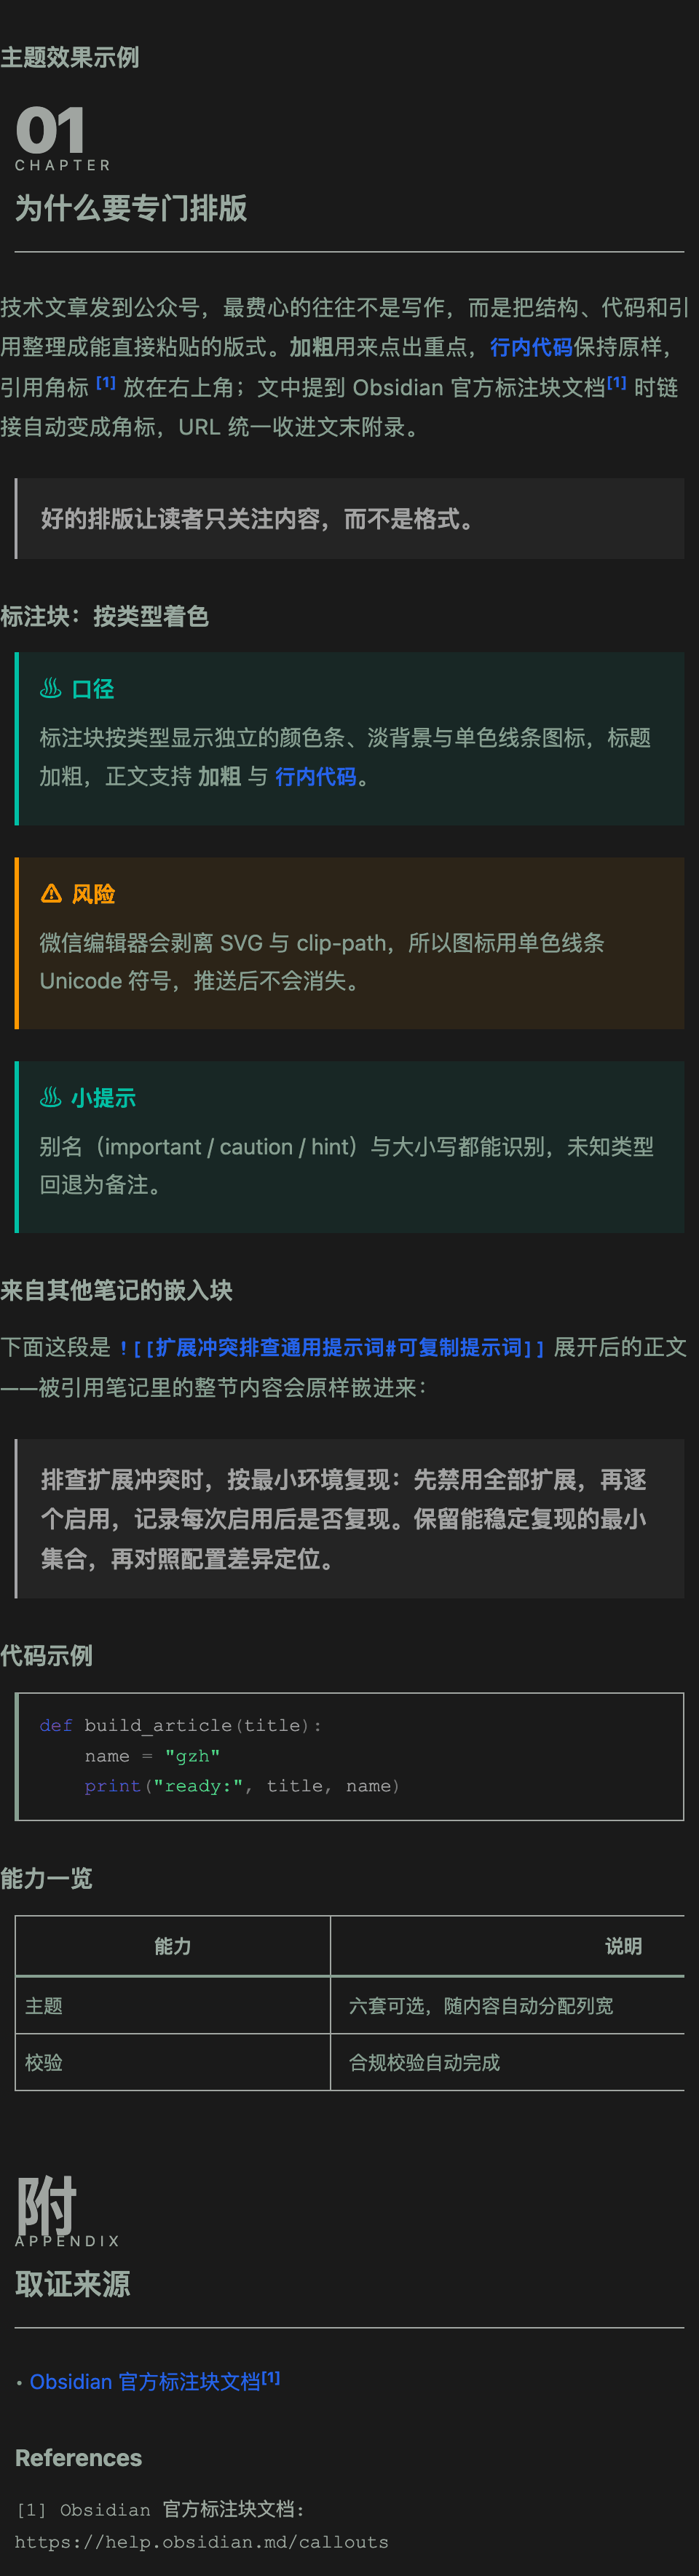 主题效果示例
01
CHAPTER
为什么要专门排版
技术文章发到公众号，最费心的往往不是写作，而是把结构、代码和引
用整理成能直接粘贴的版式。加粗用来点出重点，行内代码保持原样，
引用角标 [1] 放在右上角；文中提到 Obsidian 官方标注块文档[1] 时链
接自动变成角标，URL 统一收进文末附录。
好的排版让读者只关注内容，而不是格式。
标注块：按类型着色
♨ 口径
标注块按类型显示独立的颜色条、淡背景与单色线条图标，标题
加粗，正文支持 加粗 与 行内代码。
⚠ 风险
微信编辑器会剥离 SVG 与 clip-path，所以图标用单色线条
Unicode 符号，推送后不会消失。
♨ 小提示
别名（important / caution / hint）与大小写都能识别，未知类型
回退为备注。
来自其他笔记的嵌入块
下面这段是 ![[扩展冲突排查通用提示词#可复制提示词]] 展开后的正文
——被引用笔记里的整节内容会原样嵌进来：
排查扩展冲突时，按最小环境复现：先禁用全部扩展，再逐
个启用，记录每次启用后是否复现。保留能稳定复现的最小
集合，再对照配置差异定位。
代码示例
def build_article(title):
    name = "gzh"
    print("ready:", title, name)
能力一览
能力 说明
主题 六套可选，随内容自动分配列宽
校验 合规校验自动完成
附
APPENDIX
取证来源
• Obsidian 官方标注块文档[1]
References
[1] Obsidian 官方标注块文档:
https://help.obsidian.md/callouts